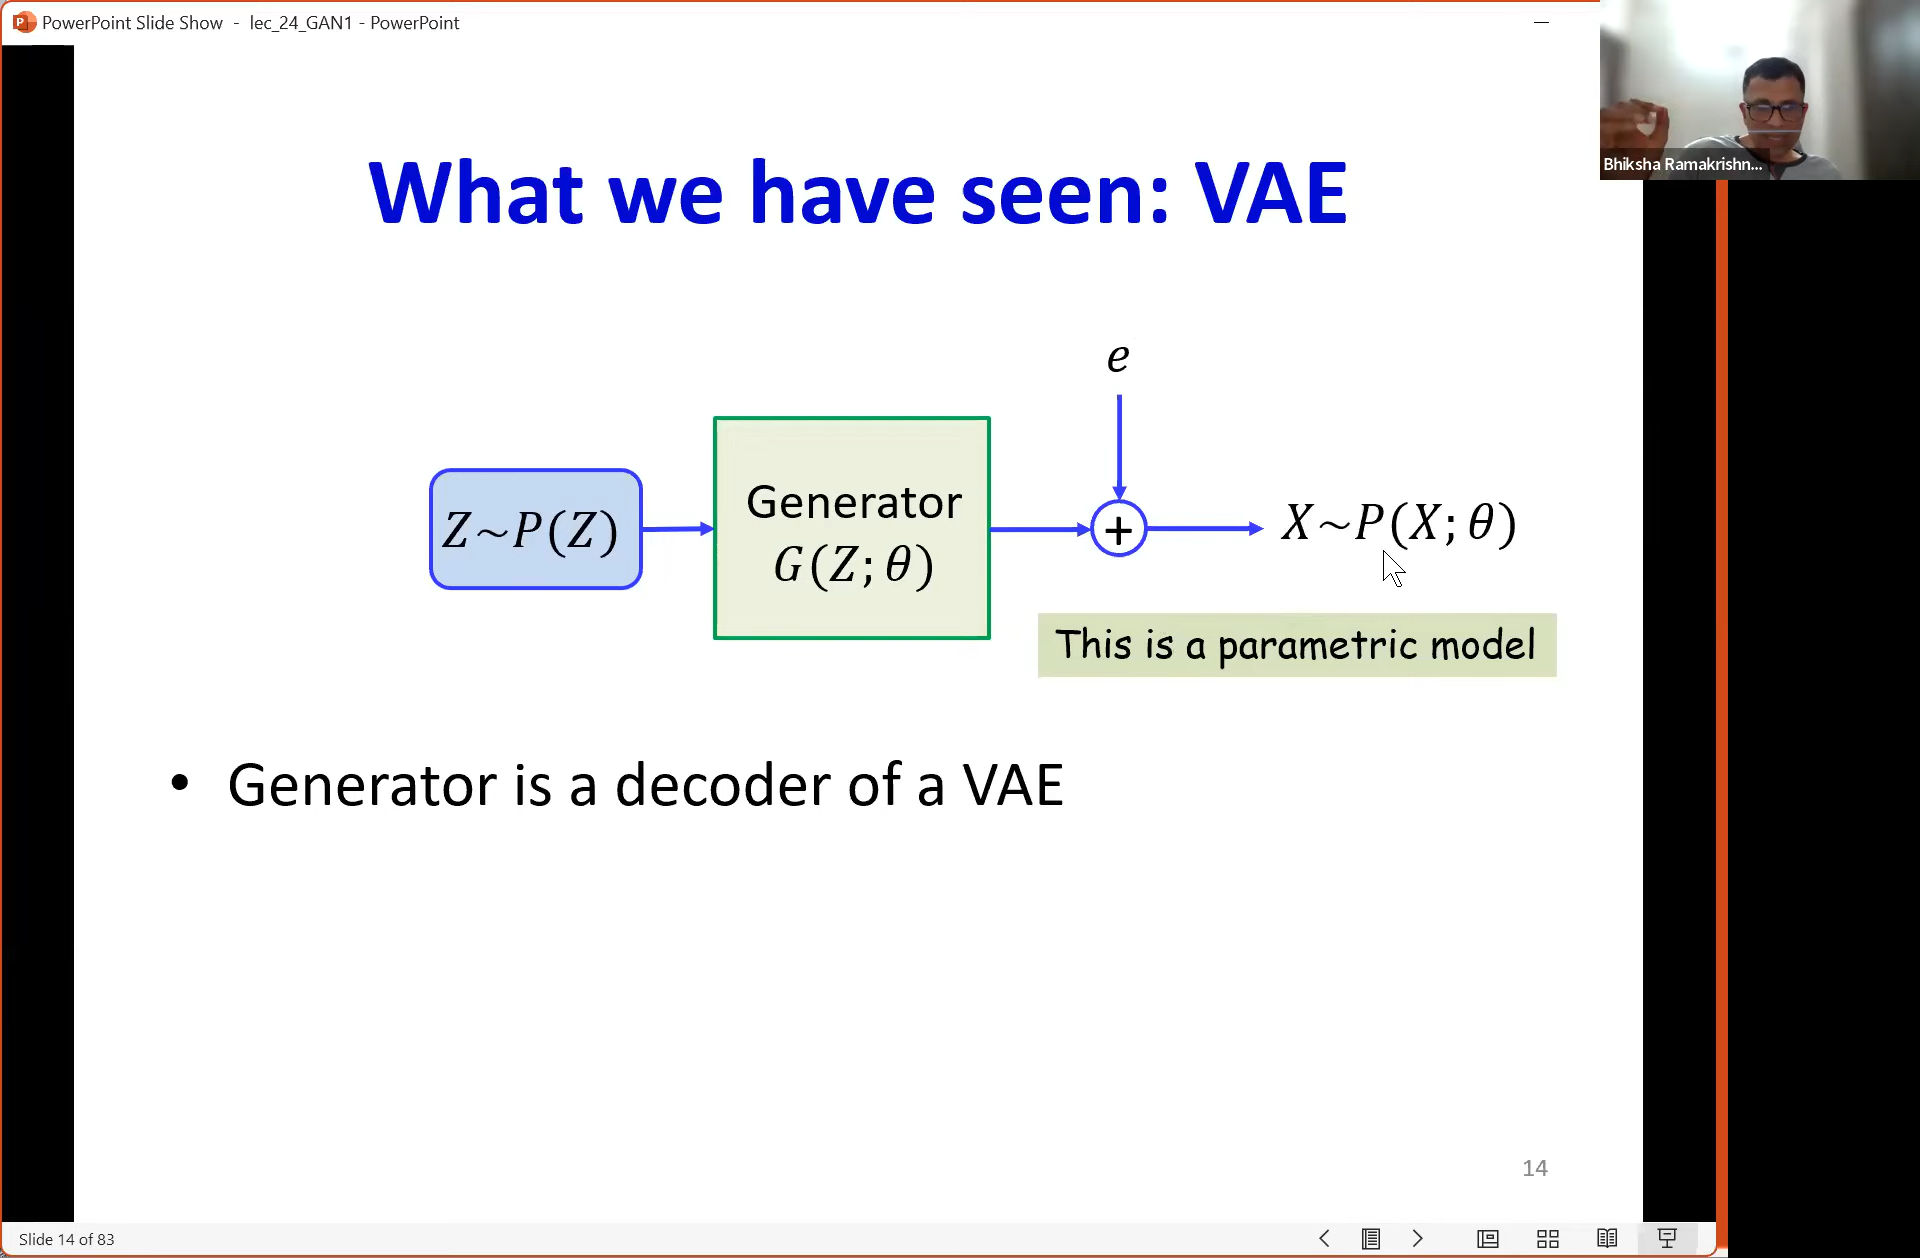 PowerPoint Slide Show - lec_24_GAN1 - PowerPoint
Bhiksha Ramakrishn...
What we have seen: VAE
e
Z~P(Z)
Generator
G(Z; θ)
+
X~P(X; θ)
This is a parametric model
• Generator is a decoder of a VAE
14
Slide 14 of 83